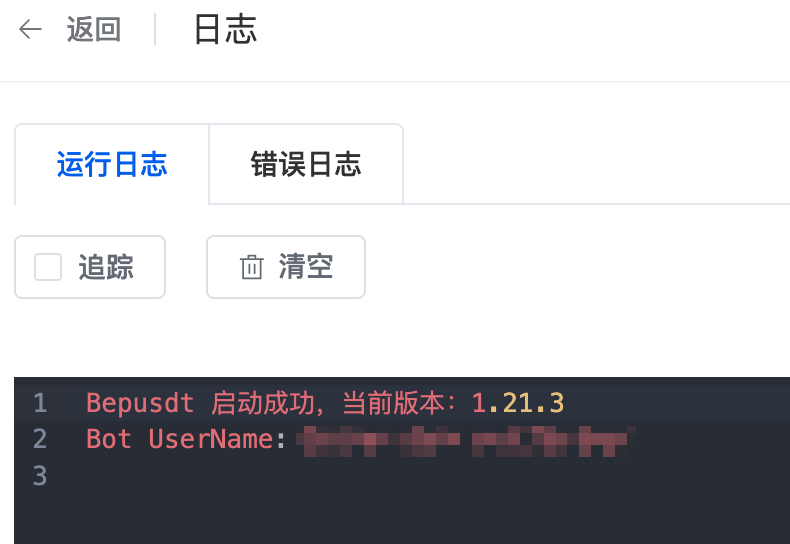 ← 返回 日志
运行日志 错误日志
追踪 清空
1 Bepusdt 启动成功，当前版本：1.21.3
2 Bot UserName:
3